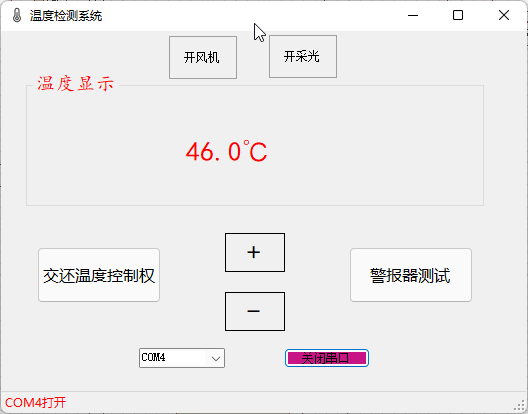 温度检测系统
开风机
开采光
温度显示
46.0℃
+
交还温度控制权
警报器测试
−
COM4
关闭串口
COM4打开